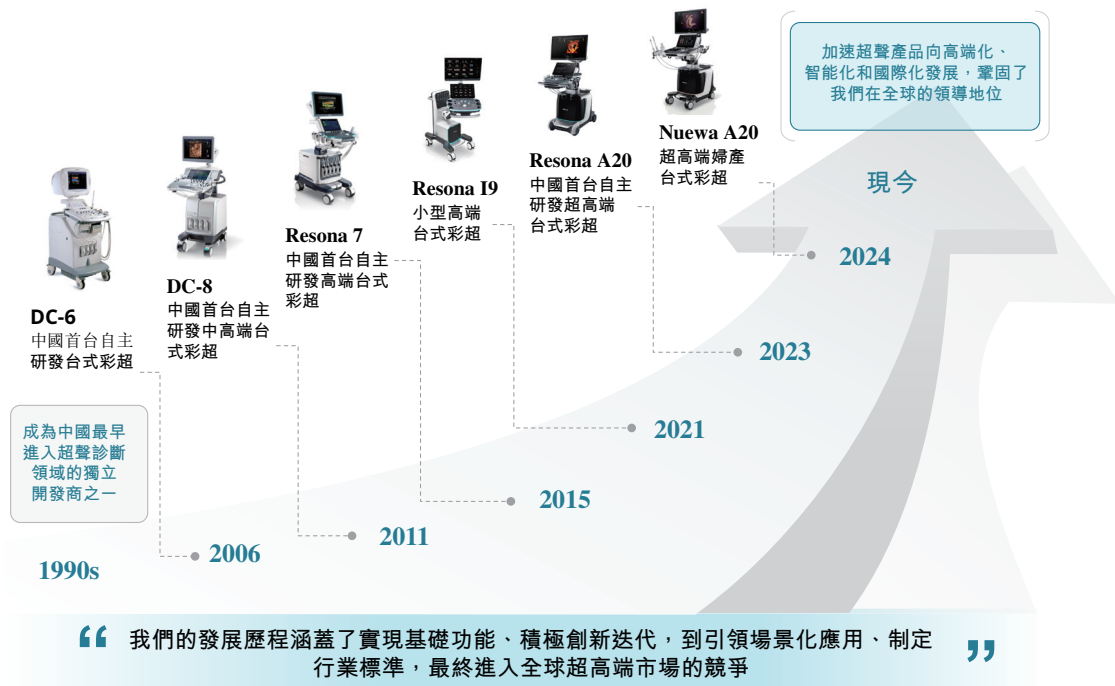 加速超聲產品向高端化、
智能化和國際化發展，鞏固了
我們在全球的領導地位
現今
Nuewa A20
超高端婦產
台式彩超
2024
Resona A20
中國首台自主
研發超高端
台式彩超
2023
Resona I9
小型高端
台式彩超
2021
Resona 7
中國首台自主
研發高端台式
彩超
2015
DC-8
中國首台自主
研發中高端台
式彩超
2011
DC-6
中國首台自主
研發台式彩超
2006
成為中國最早
進入超聲診斷
領域的獨立
開發商之一
1990s
“ 我們的發展歷程涵蓋了實現基礎功能、積極創新迭代，到引領場景化應用、制定
行業標準，最終進入全球超高端市場的競爭 ”